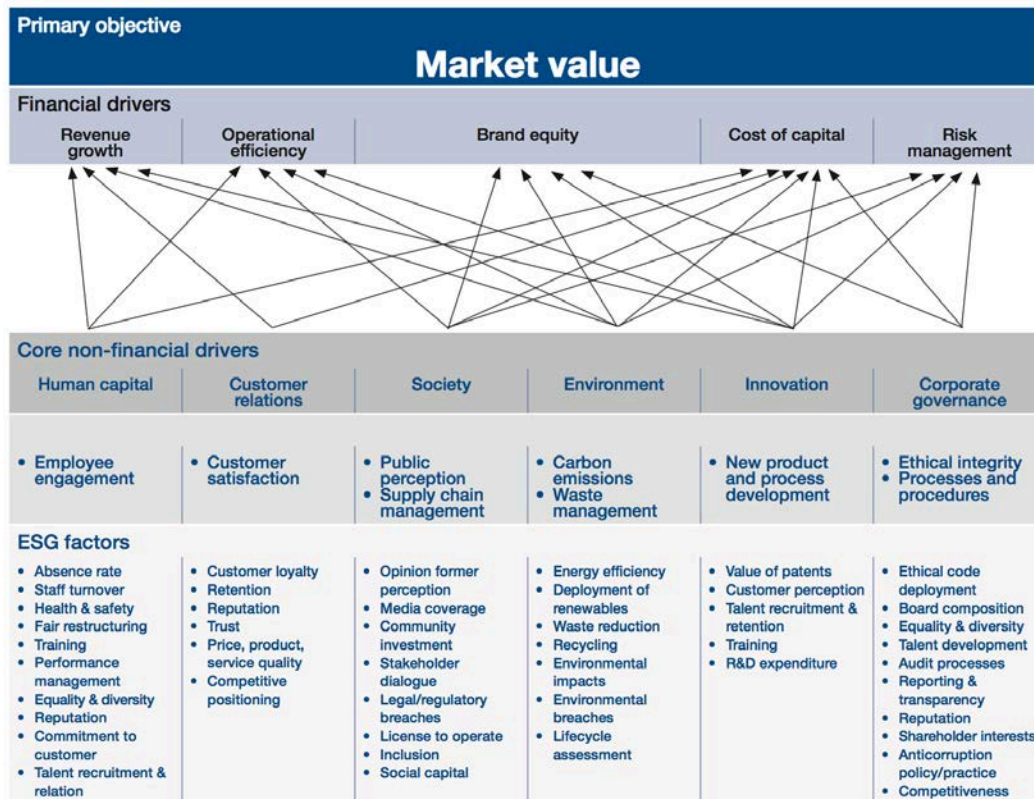 Primary objective
Market value
Financial drivers
Revenue
growth
Operational
efficiency
Brand equity
Cost of capital
Risk
management
Core non-financial drivers
Human capital
Customer
relations
Society
Environment
Innovation
Corporate
governance
• Employee
engagement
• Customer
satisfaction
• Public
perception
• Supply chain
management
• Carbon
emissions
• Waste
management
• New product
and process
development
• Ethical integrity
• Processes and
procedures
ESG factors
• Absence rate
• Staff turnover
• Health & safety
• Fair restructuring
• Training
• Performance
management
• Equality & diversity
• Reputation
• Commitment to
customer
• Talent recruitment &
relation
• Customer loyalty
• Retention
• Reputation
• Trust
• Price, product,
service quality
• Competitive
positioning
• Opinion former
perception
• Media coverage
• Community
investment
• Stakeholder
dialogue
• Legal/regulatory
breaches
• License to operate
• Inclusion
• Social capital
• Energy efficiency
• Deployment of
renewables
• Waste reduction
• Recycling
• Environmental
impacts
• Environmental
breaches
• Lifecycle
assessment
• Value of patents
• Customer perception
• Talent recruitment &
retention
• Training
• R&D expenditure
• Ethical code
deployment
• Board composition
• Equality & diversity
• Talent development
• Audit processes
• Reporting &
transparency
• Reputation
• Shareholder interests
• Anticorruption
policy/practice
• Competitiveness